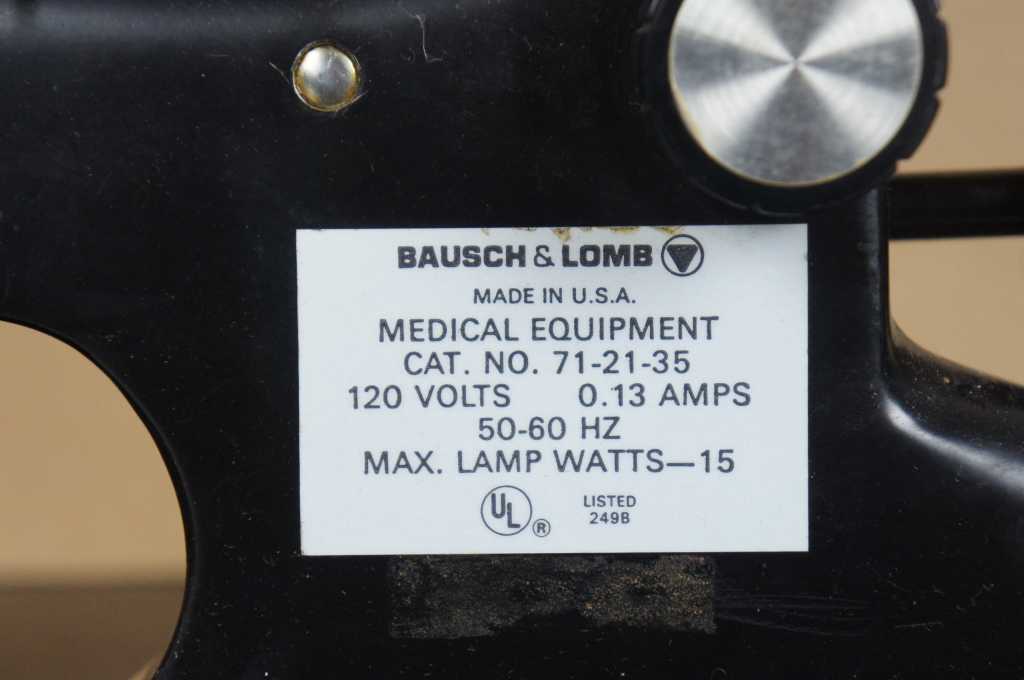 BAUSCH & LOMB
MADE IN U.S.A.
MEDICAL EQUIPMENT
CAT. NO. 71-21-35
120 VOLTS 0.13 AMPS
50-60 HZ
MAX. LAMP WATTS—15
UL ® LISTED
249B